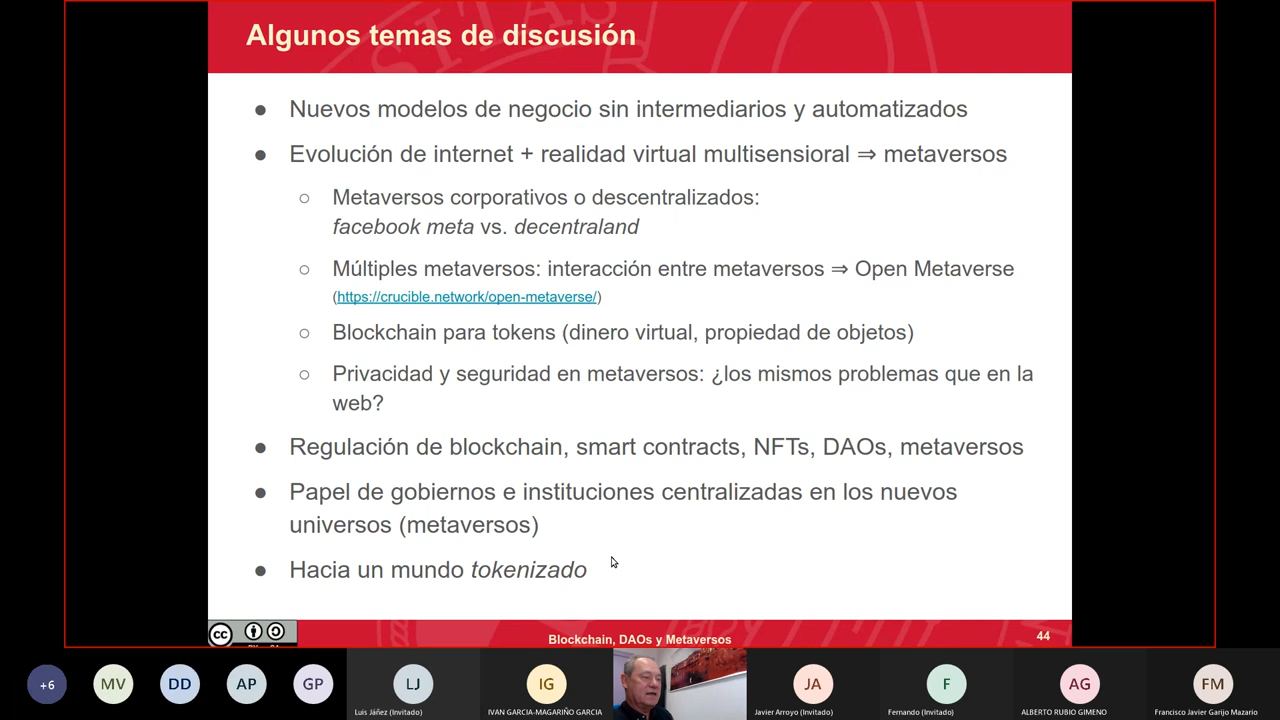 Algunos temas de discusión
● Nuevos modelos de negocio sin intermediarios y automatizados
● Evolución de internet + realidad virtual multisensioral ⇒ metaversos
○ Metaversos corporativos o descentralizados:
facebook meta vs. decentraland
○ Múltiples metaversos: interacción entre metaversos ⇒ Open Metaverse
(https://crucible.network/open-metaverse/)
○ Blockchain para tokens (dinero virtual, propiedad de objetos)
○ Privacidad y seguridad en metaversos: ¿los mismos problemas que en la
web?
● Regulación de blockchain, smart contracts, NFTs, DAOs, metaversos
● Papel de gobiernos e instituciones centralizadas en los nuevos
universos (metaversos)
● Hacia un mundo tokenizado
cc
Blockchain, DAOs y Metaversos
44
+6
MV
DD
AP
GP
LJ
IG
JA
F
AG
FM
Luis Jáñez (Invitado)
IVAN GARCIA-MAGARIÑO GARCIA
Javier Arroyo (Invitado)
Fernando (Invitado)
ALBERTO RUBIO GIMENO
Francisco Javier Garijo Mazario